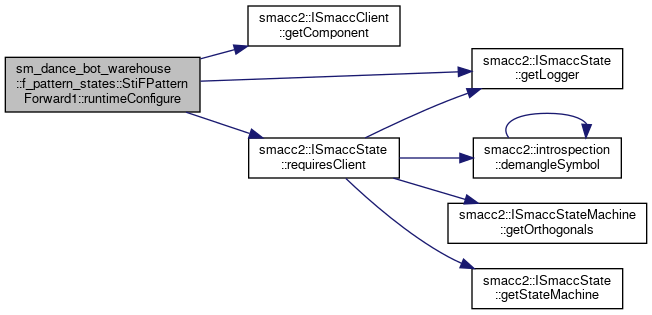 sm_dance_bot_warehouse
::f_pattern_states::StiFPattern
Forward1::runtimeConfigure
smacc2::ISmaccClient
::getComponent
smacc2::ISmaccState
::getLogger
smacc2::ISmaccState
::requiresClient
smacc2::introspection
::demangleSymbol
smacc2::ISmaccStateMachine
::getOrthogonals
smacc2::ISmaccState
::getStateMachine